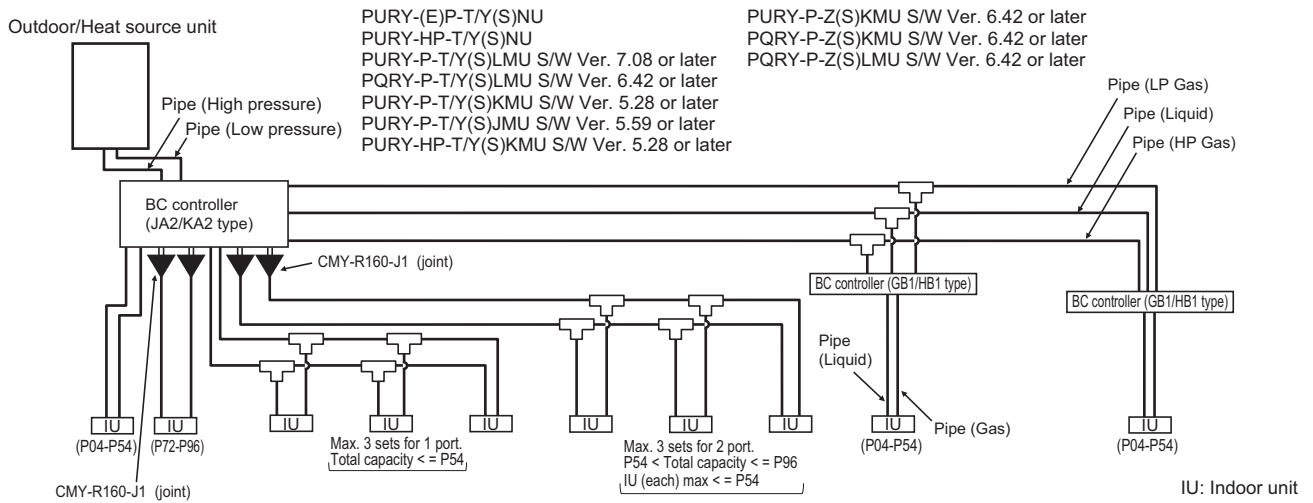 Outdoor/Heat source unit
PURY-(E)P-T/Y(S)NU
PURY-HP-T/Y(S)NU
PURY-P-T/Y(S)LMU S/W Ver. 7.08 or later
PQRY-P-T/Y(S)LMU S/W Ver. 6.42 or later
PURY-P-T/Y(S)KMU S/W Ver. 5.28 or later
PURY-P-T/Y(S)JMU S/W Ver. 5.59 or later
PURY-HP-T/Y(S)KMU S/W Ver. 5.28 or later
PURY-P-Z(S)KMU S/W Ver. 6.42 or later
PQRY-P-Z(S)KMU S/W Ver. 6.42 or later
PQRY-P-Z(S)LMU S/W Ver. 6.42 or later
Pipe (High pressure)
Pipe (Low pressure)
Pipe (LP Gas)
Pipe (Liquid)
Pipe (HP Gas)
BC controller
(JA2/KA2 type)
CMY-R160-J1 (joint)
BC controller (GB1/HB1 type)
BC controller (GB1/HB1 type)
Pipe
(Liquid)
Pipe (Gas)
IU
IU
IU
IU
IU
IU
IU
IU
IU
IU
(P04-P54)
(P72-P96)
Max. 3 sets for 1 port.
Total capacity < = P54
Max. 3 sets for 2 port.
P54 < Total capacity < = P96
IU (each) max < = P54
(P04-P54)
(P04-P54)
CMY-R160-J1 (joint)
IU: Indoor unit